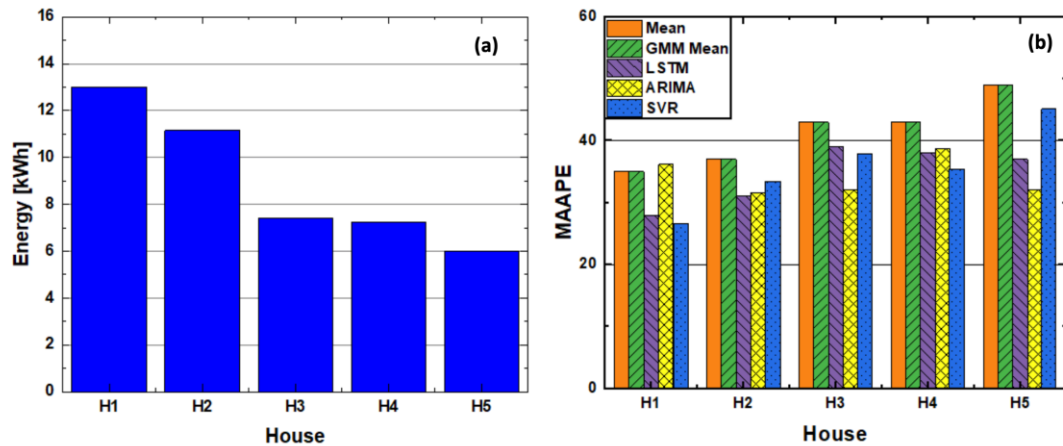 (a)
Energy [kWh]
16
14
12
10
8
6
4
2
0
H1 H2 H3 H4 H5
House
(b)
Mean
GMM Mean
LSTM
ARIMA
SVR
MAAPE
60
40
20
0
H1 H2 H3 H4 H5
House